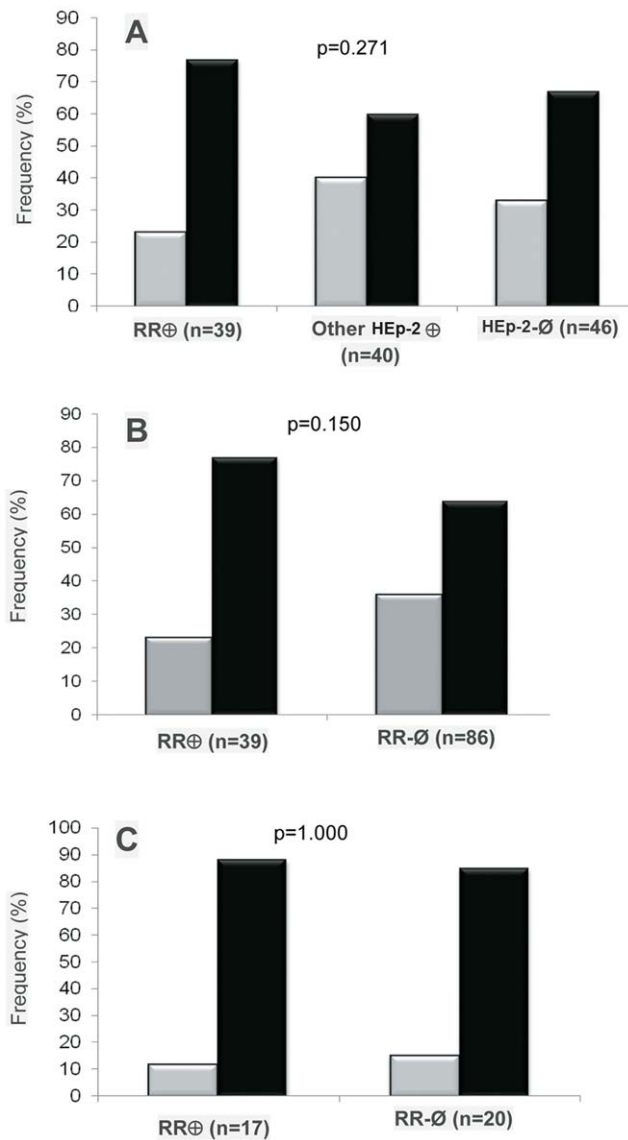 A
p=0.271
Frequency (%)
90
80
70
60
50
40
30
20
10
0
RR⊕ (n=39)
Other HEp-2 ⊕
(n=40)
HEp-2-Ø (n=46)
B
p=0.150
Frequency (%)
90
80
70
60
50
40
30
20
10
0
RR⊕ (n=39)
RR-Ø (n=86)
C
p=1.000
Frequency (%)
100
90
80
70
60
50
40
30
20
10
0
RR⊕ (n=17)
RR-Ø (n=20)